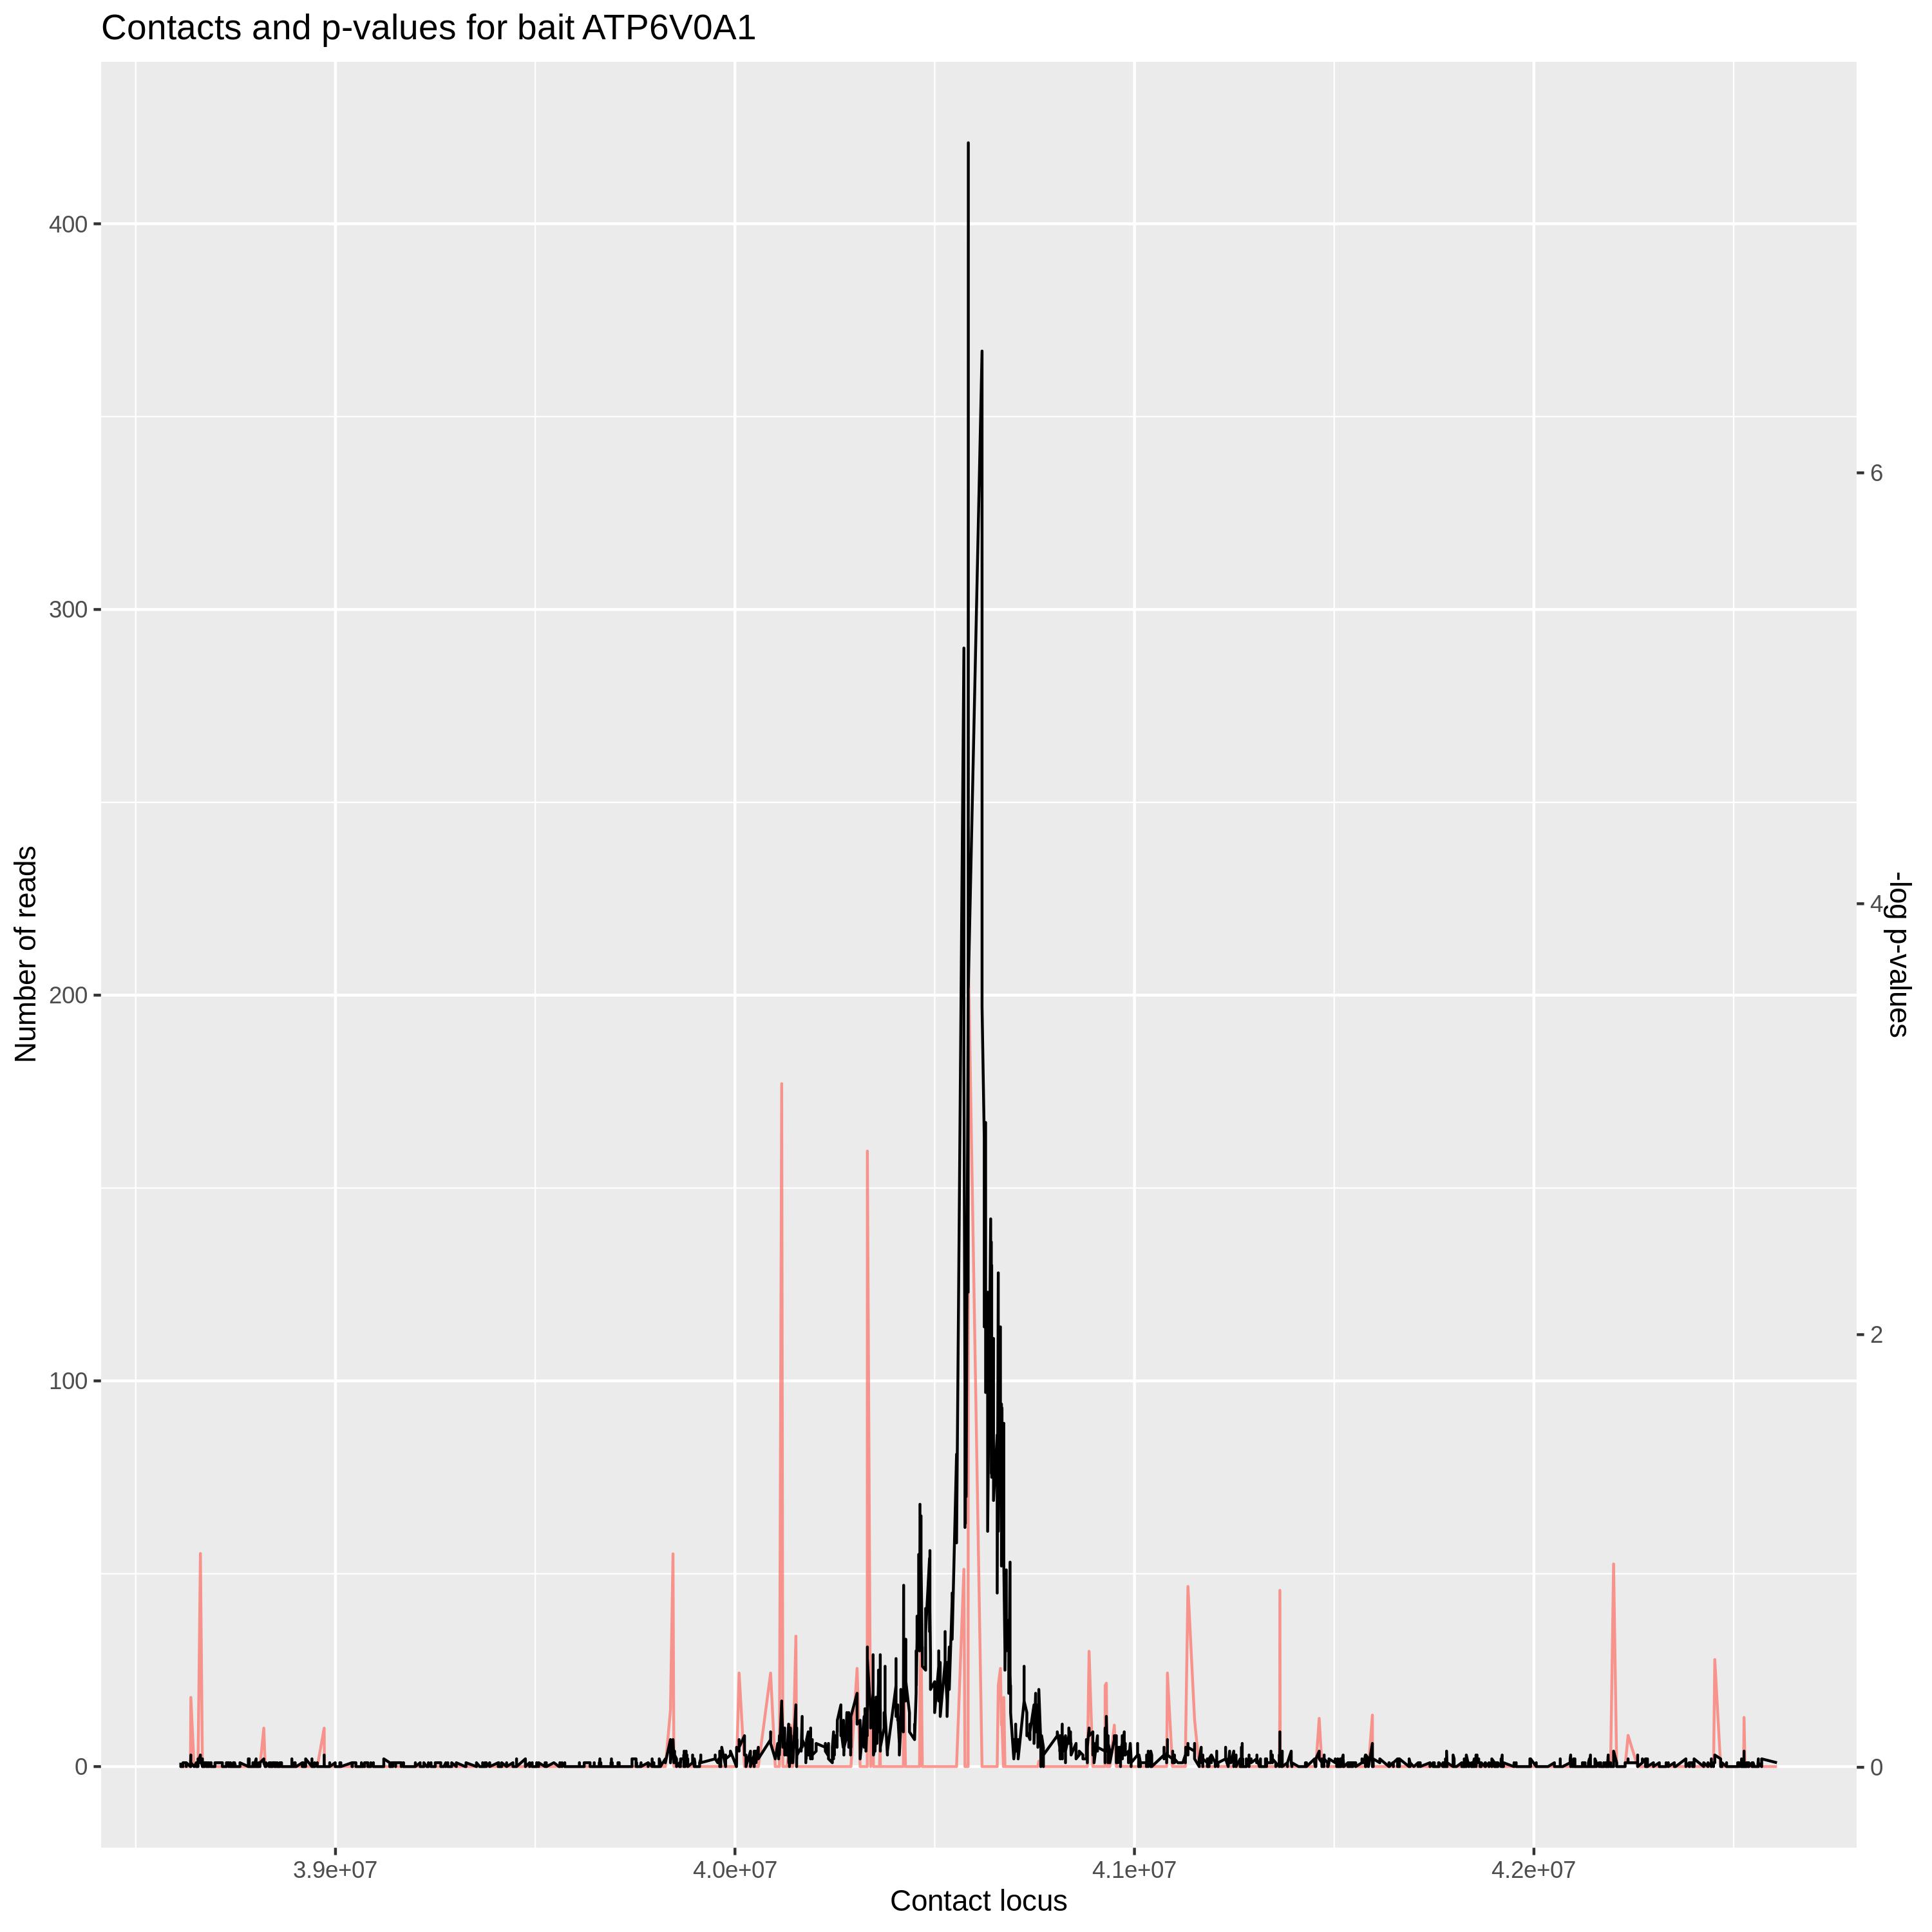 Contacts and p-values for bait ATP6V0A1
400
300
200
100
0
Number of reads
6
4
2
0
-log p-values
3.9e+07
4.0e+07
4.1e+07
4.2e+07
Contact locus